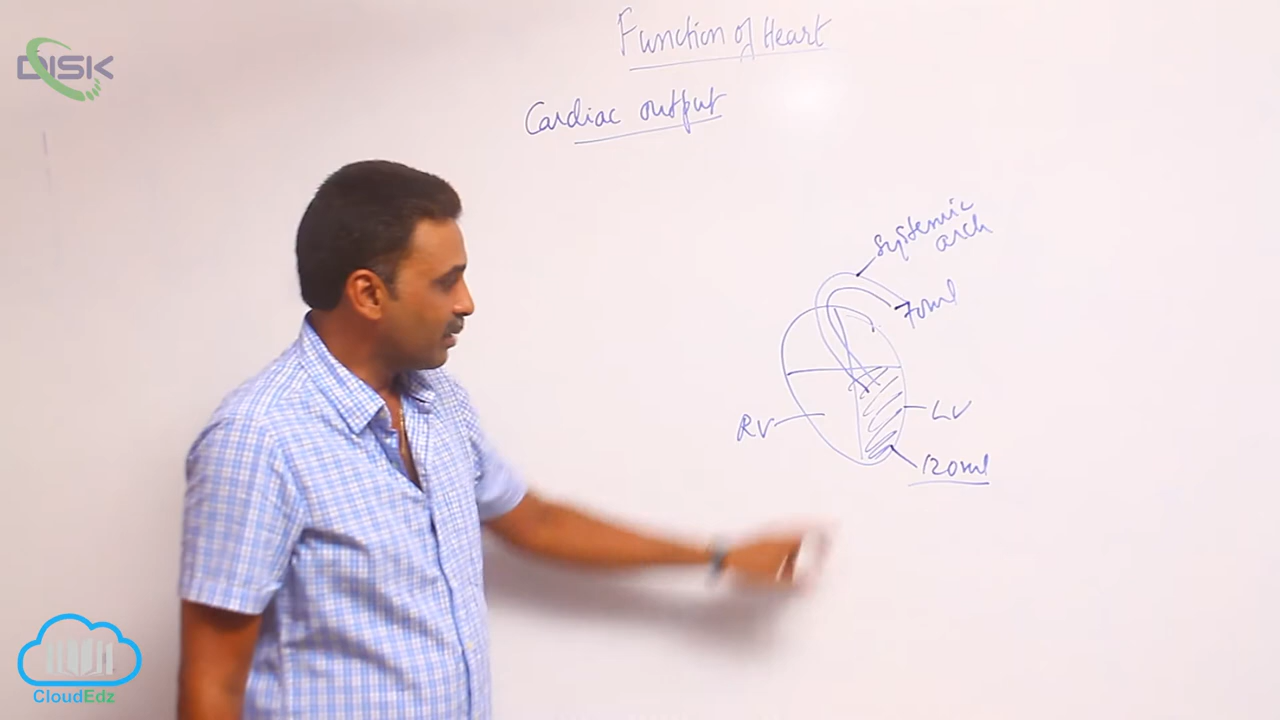 DISK
Function of Heart
Cardiac output
Systemic
arch
70ml
RV
LV
120ml
CloudEdz